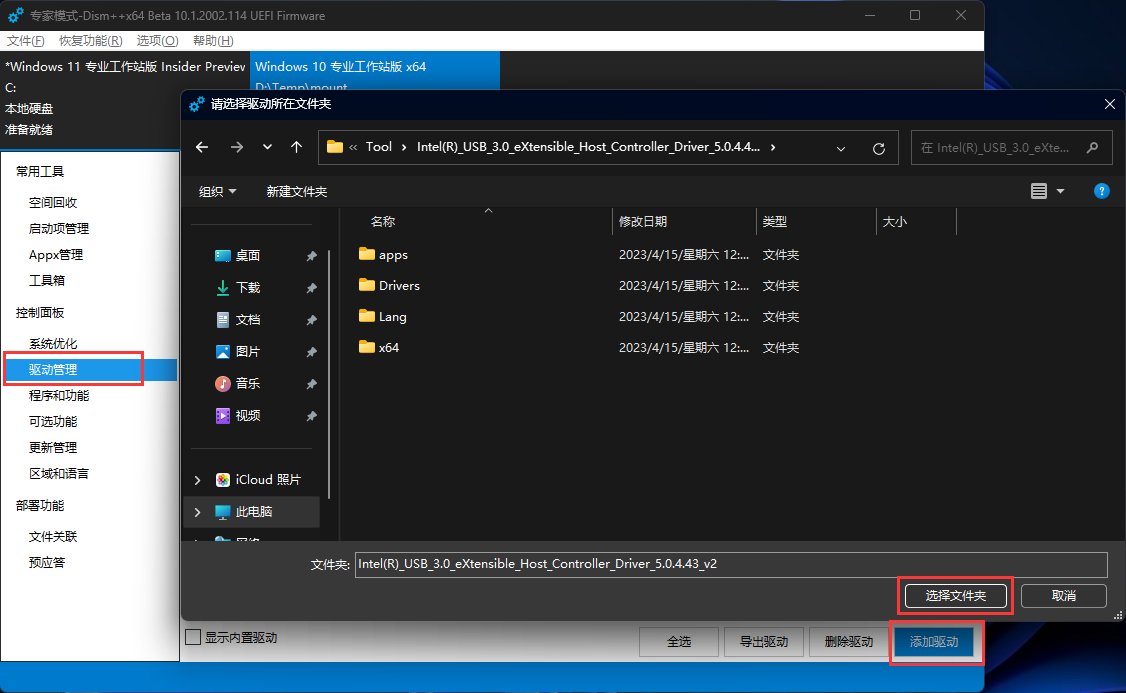 专家模式-Dism++x64 Beta 10.1.2002.114 UEFI Firmware
文件(F) 恢复功能(R) 选项(O) 帮助(H)
*Windows 11 专业工作站版 Insider Preview
C:
本地硬盘
准备就绪
Windows 10 专业工作站版 x64
D:\Temp\mount
常用工具
空间回收
启动项管理
Appx管理
工具箱
控制面板
系统优化
驱动管理
程序和功能
可选功能
更新管理
区域和语言
部署功能
文件关联
预应答
请选择驱动所在文件夹
« Tool › Intel(R)_USB_3.0_eXtensible_Host_Controller_Driver_5.0.4.4... ›
在 Intel(R)_USB_3.0_eXte...
组织 新建文件夹
名称 修改日期 类型 大小
apps 2023/4/15/星期六 12:... 文件夹
Drivers 2023/4/15/星期六 12:... 文件夹
Lang 2023/4/15/星期六 12:... 文件夹
x64 2023/4/15/星期六 12:... 文件夹
桌面
下载
文档
图片
音乐
视频
iCloud 照片
此电脑
网络
文件夹: Intel(R)_USB_3.0_eXtensible_Host_Controller_Driver_5.0.4.43_v2
选择文件夹 取消
显示内置驱动
全选 导出驱动 删除驱动 添加驱动